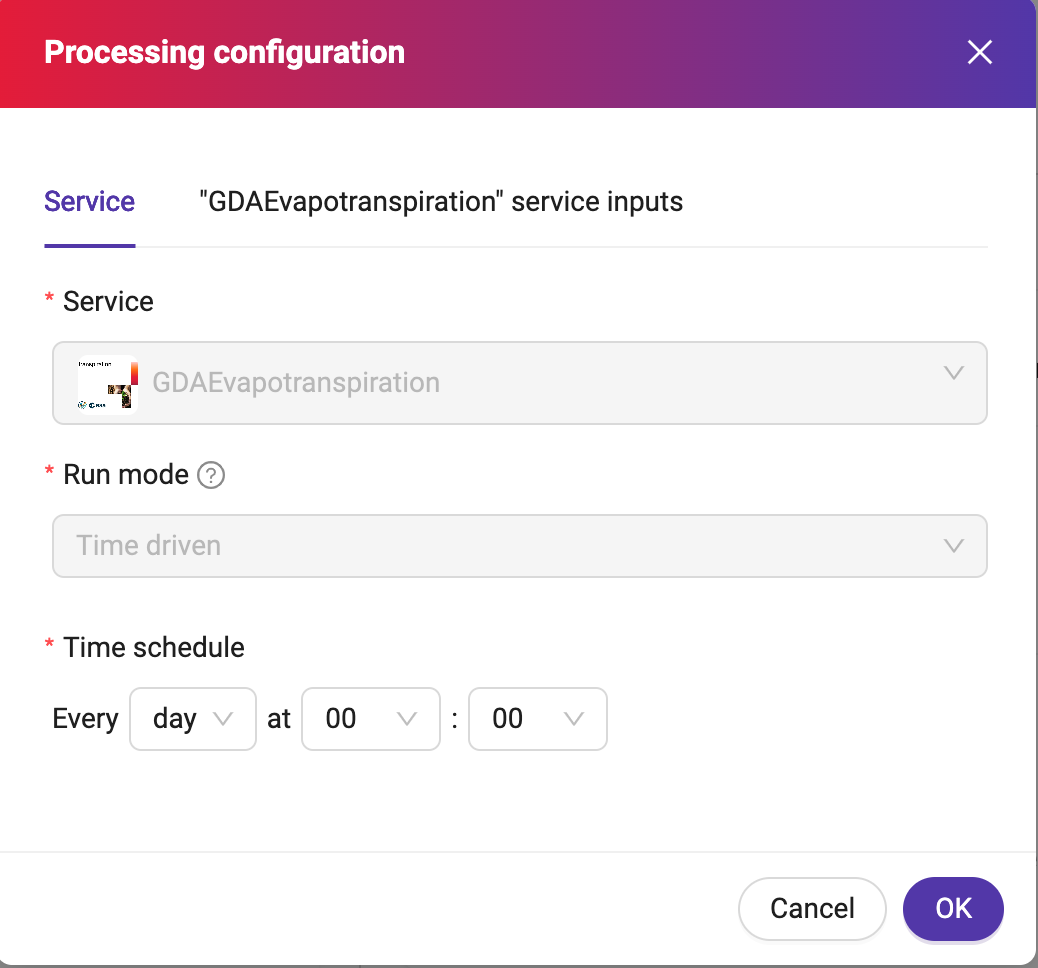 Processing configuration
Service "GDAEvapotranspiration" service inputs
* Service
GDAEvapotranspiration
* Run mode ?
Time driven
* Time schedule
Every day at 00 : 00
Cancel OK